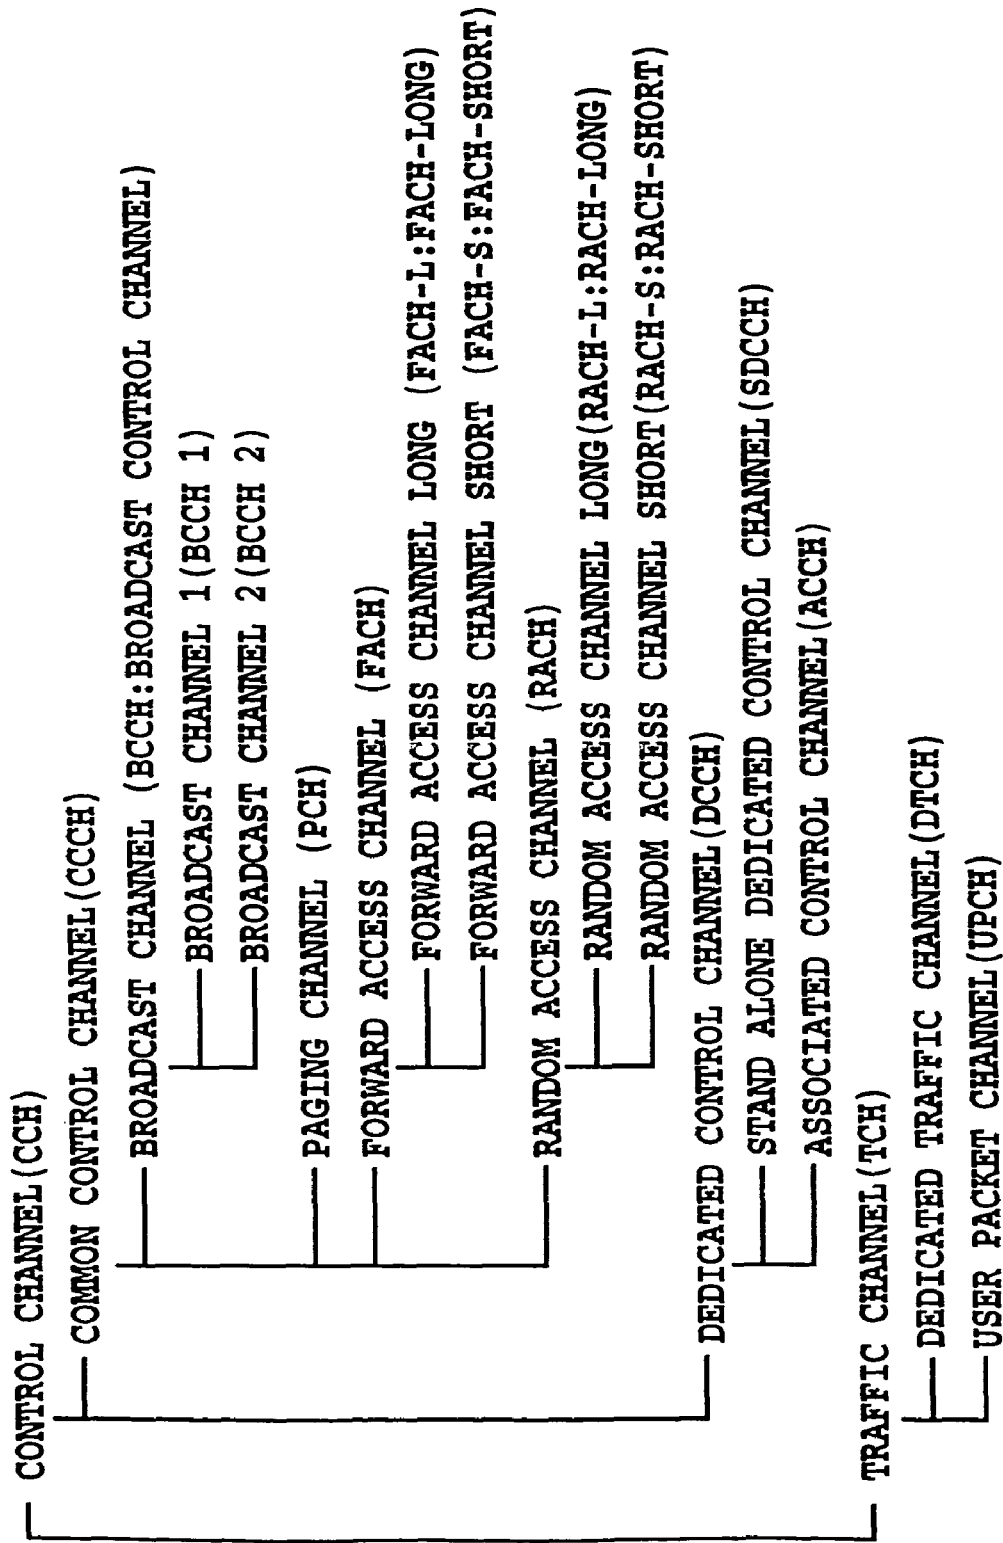 CONTROL CHANNEL(CCH)
COMMON CONTROL CHANNEL(CCCH)
BROADCAST CHANNEL (BCCH:BROADCAST CONTROL CHANNEL)
BROADCAST CHANNEL 1(BCCH 1)
BROADCAST CHANNEL 2(BCCH 2)
PAGING CHANNEL (PCH)
FORWARD ACCESS CHANNEL (FACH)
FORWARD ACCESS CHANNEL LONG (FACH-L:FACH-LONG)
FORWARD ACCESS CHANNEL SHORT (FACH-S:FACH-SHORT)
RANDOM ACCESS CHANNEL (RACH)
RANDOM ACCESS CHANNEL LONG(RACH-L:RACH-LONG)
RANDOM ACCESS CHANNEL SHORT(RACH-S:RACH-SHORT)
DEDICATED CONTROL CHANNEL(DCCH)
STAND ALONE DEDICATED CONTROL CHANNEL(SDCCH)
ASSOCIATED CONTROL CHANNEL(ACCH)
TRAFFIC CHANNEL(TCH)
DEDICATED TRAFFIC CHANNEL(DTCH)
USER PACKET CHANNEL(UPCH)